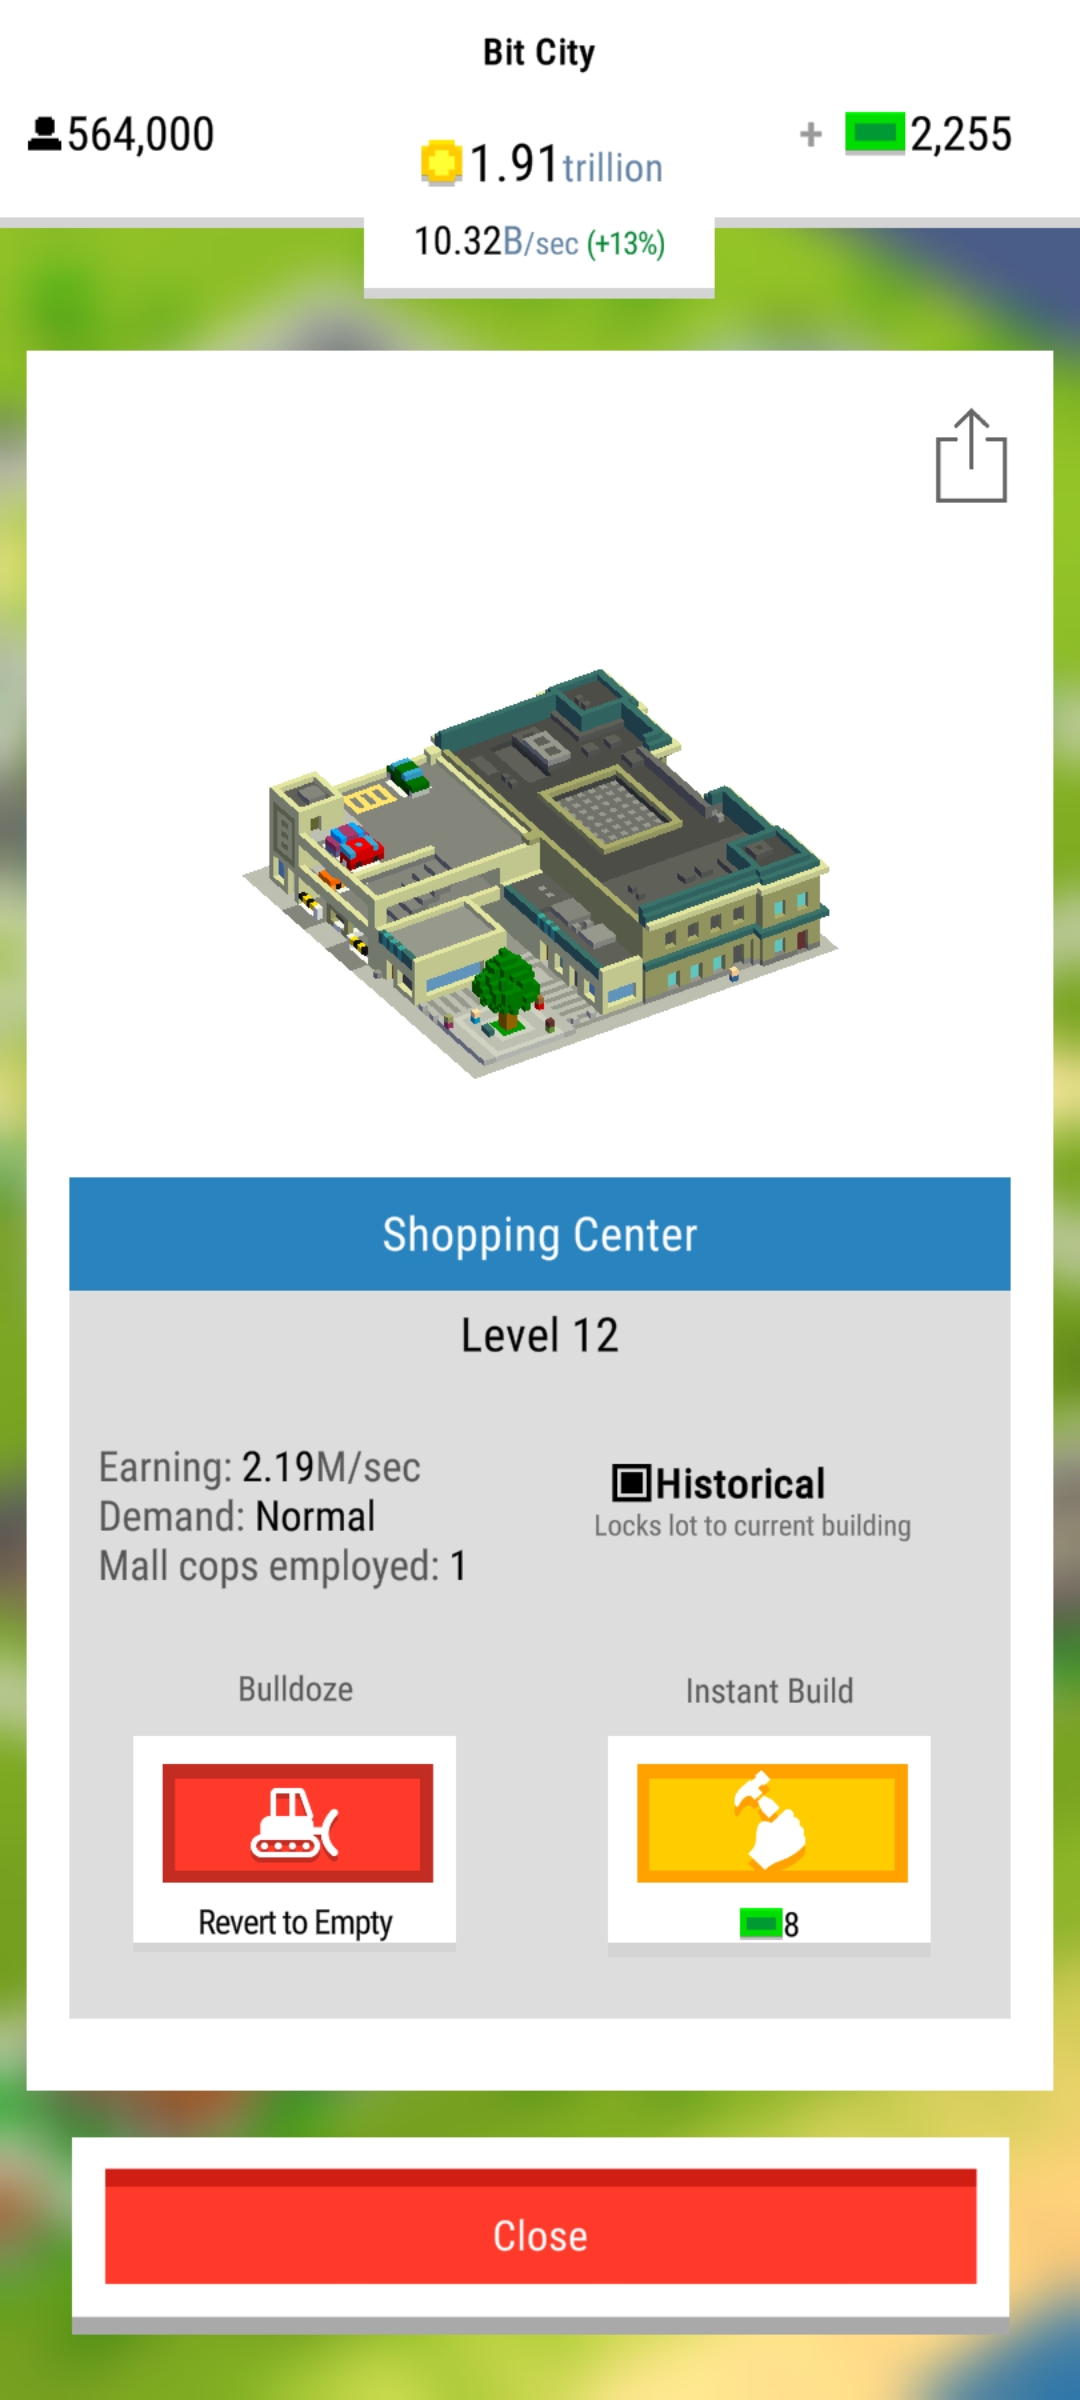 Bit City
564,000
1.91trillion
+ 2,255
10.32B/sec (+13%)
Shopping Center
Level 12
Earning: 2.19M/sec
Demand: Normal
Mall cops employed: 1
Historical
Locks lot to current building
Bulldoze
Instant Build
Revert to Empty
8
Close